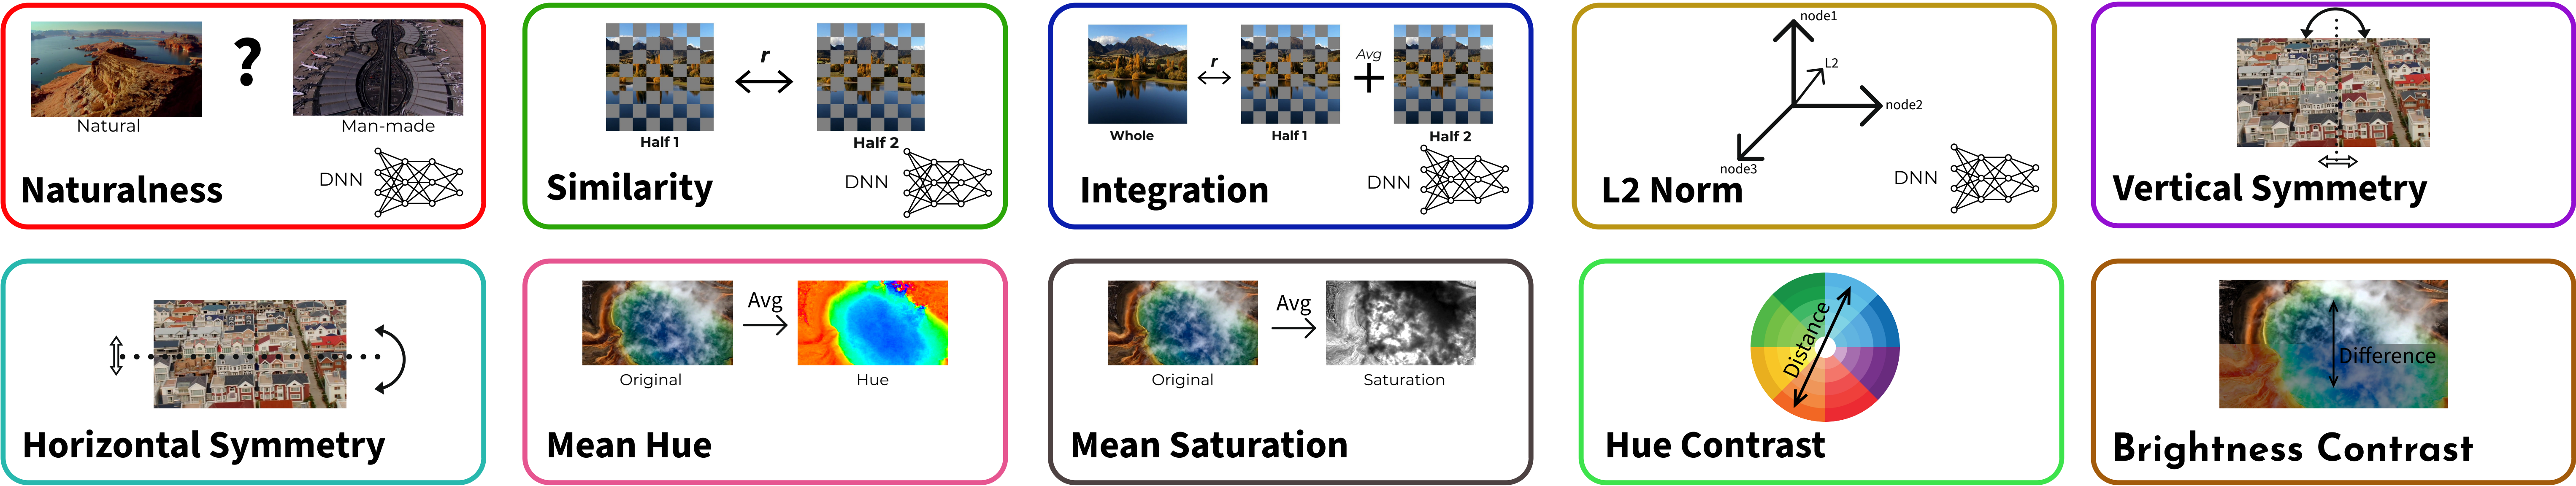 ?
Natural
Man-made
DNN
Naturalness
r
Half 1
Half 2
DNN
Similarity
r
Avg
+
Whole
Half 1
Half 2
DNN
Integration
node1
L2
node2
node3
DNN
L2 Norm
Vertical Symmetry
Horizontal Symmetry
Avg
Original
Hue
Mean Hue
Avg
Original
Saturation
Mean Saturation
Distance
Hue Contrast
Difference
Brightness Contrast